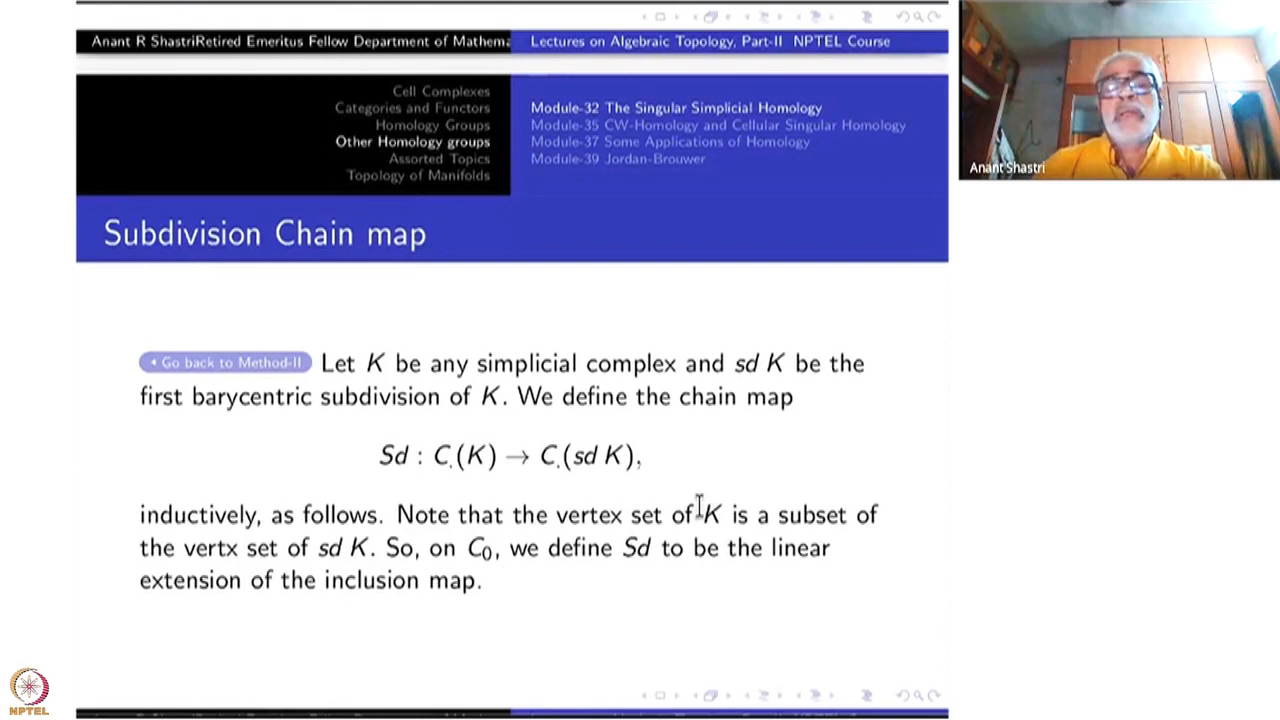 Anant R ShastriRetired Emeritus Fellow Department of Mathema
Lectures on Algebraic Topology, Part-II NPTEL Course
Cell Complexes
Categories and Functors
Homology Groups
Other Homology groups
Assorted Topics
Topology of Manifolds
Module-32 The Singular Simplicial Homology
Module-35 CW-Homology and Cellular Singular Homology
Module-37 Some Applications of Homology
Module-39 Jordan-Brouwer
Subdivision Chain map
Go back to Method-II Let K be any simplicial complex and sd K be the
first barycentric subdivision of K. We define the chain map
Sd : C.(K) → C.(sd K),
inductively, as follows. Note that the vertex set of K is a subset of
the vertx set of sd K. So, on C₀, we define Sd to be the linear
extension of the inclusion map.
Anant Shastri
NPTEL